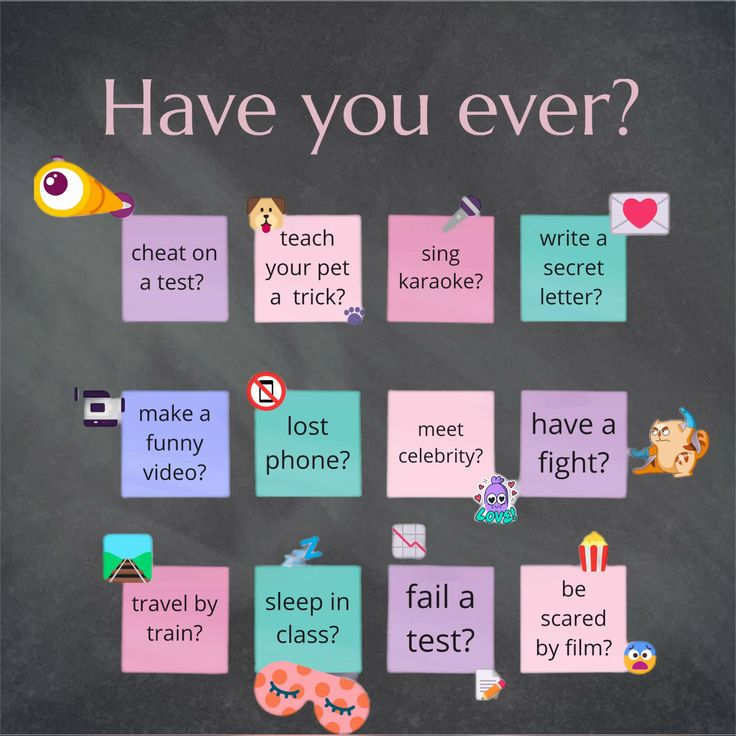 Have you ever?
cheat on
a test?
teach
your pet
a trick?
sing
karaoke?
write a
secret
letter?
make a
funny
video?
lost
phone?
meet
celebrity?
LOVE!
have a
fight?
travel by
train?
sleep in
class?
Z
fail a
test?
be
scared
by film?